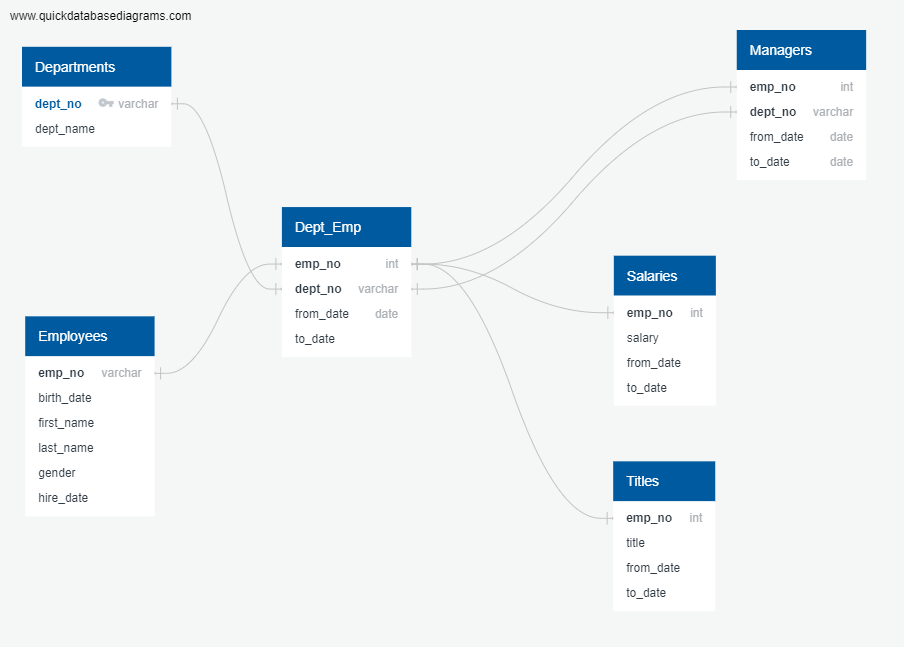 www.quickdatabasediagrams.com
Departments
dept_no varchar
dept_name
Employees
emp_no varchar
birth_date
first_name
last_name
gender
hire_date
Dept_Emp
emp_no int
dept_no varchar
from_date date
to_date
Managers
emp_no int
dept_no varchar
from_date date
to_date date
Salaries
emp_no int
salary
from_date
to_date
Titles
emp_no int
title
from_date
to_date